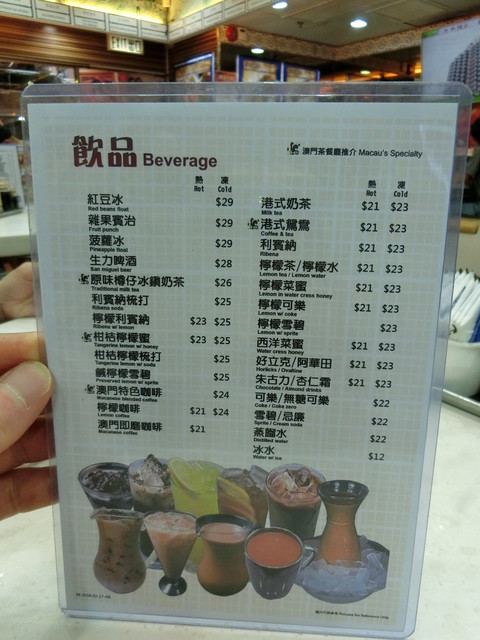 飲品 Beverage
澳門茶餐廳推介 Macau's Specialty
熱 凍
Hot Cold
紅豆冰 $29
Red beans float
雜果賓治 $29
Fruit punch
菠蘿冰 $29
Pineapple float
生力啤酒 $28
San miguel beer
原味樽仔冰鎮奶茶 $26
Traditional milk tea
利賓納梳打 $25
Ribena soda
檸檬利賓納 $23 $25
Ribena w/ lemon
柑桔檸檬蜜 $23 $25
Tangerine lemon w/ honey
柑桔檸檬梳打 $25
Tangerine lemon w/ soda
鹹檸檬雪碧 $25
Preserved lemon w/ sprite
澳門特色咖啡 $24
Macanese blended coffee
檸檬咖啡 $21 $24
Lemon coffee
澳門即磨咖啡 $21
Macanese coffee
熱 凍
Hot Cold
港式奶茶 $21 $23
Milk tea
港式鴛鴦 $21 $23
Coffee & tea
利賓納 $21 $23
Ribena
檸檬茶/檸檬水 $21 $23
Lemon tea / Lemon water
檸檬菜蜜 $21 $23
Lemon in water cress honey
檸檬可樂 $21 $23
Lemon w/ coke
檸檬雪碧 $23
Lemon w/ sprite
西洋菜蜜 $21 $23
Water cress honey
好立克/阿華田 $21 $23
Horlicks / Ovaltine
朱古力/杏仁霜 $21 $23
Chocolate / Almond drinks
可樂/無糖可樂 $22
Coke / Coke zero
雪碧/忌廉 $22
Sprite / Cream soda
蒸餾水 $22
Distilled water
冰水 $12
Water w/ ice